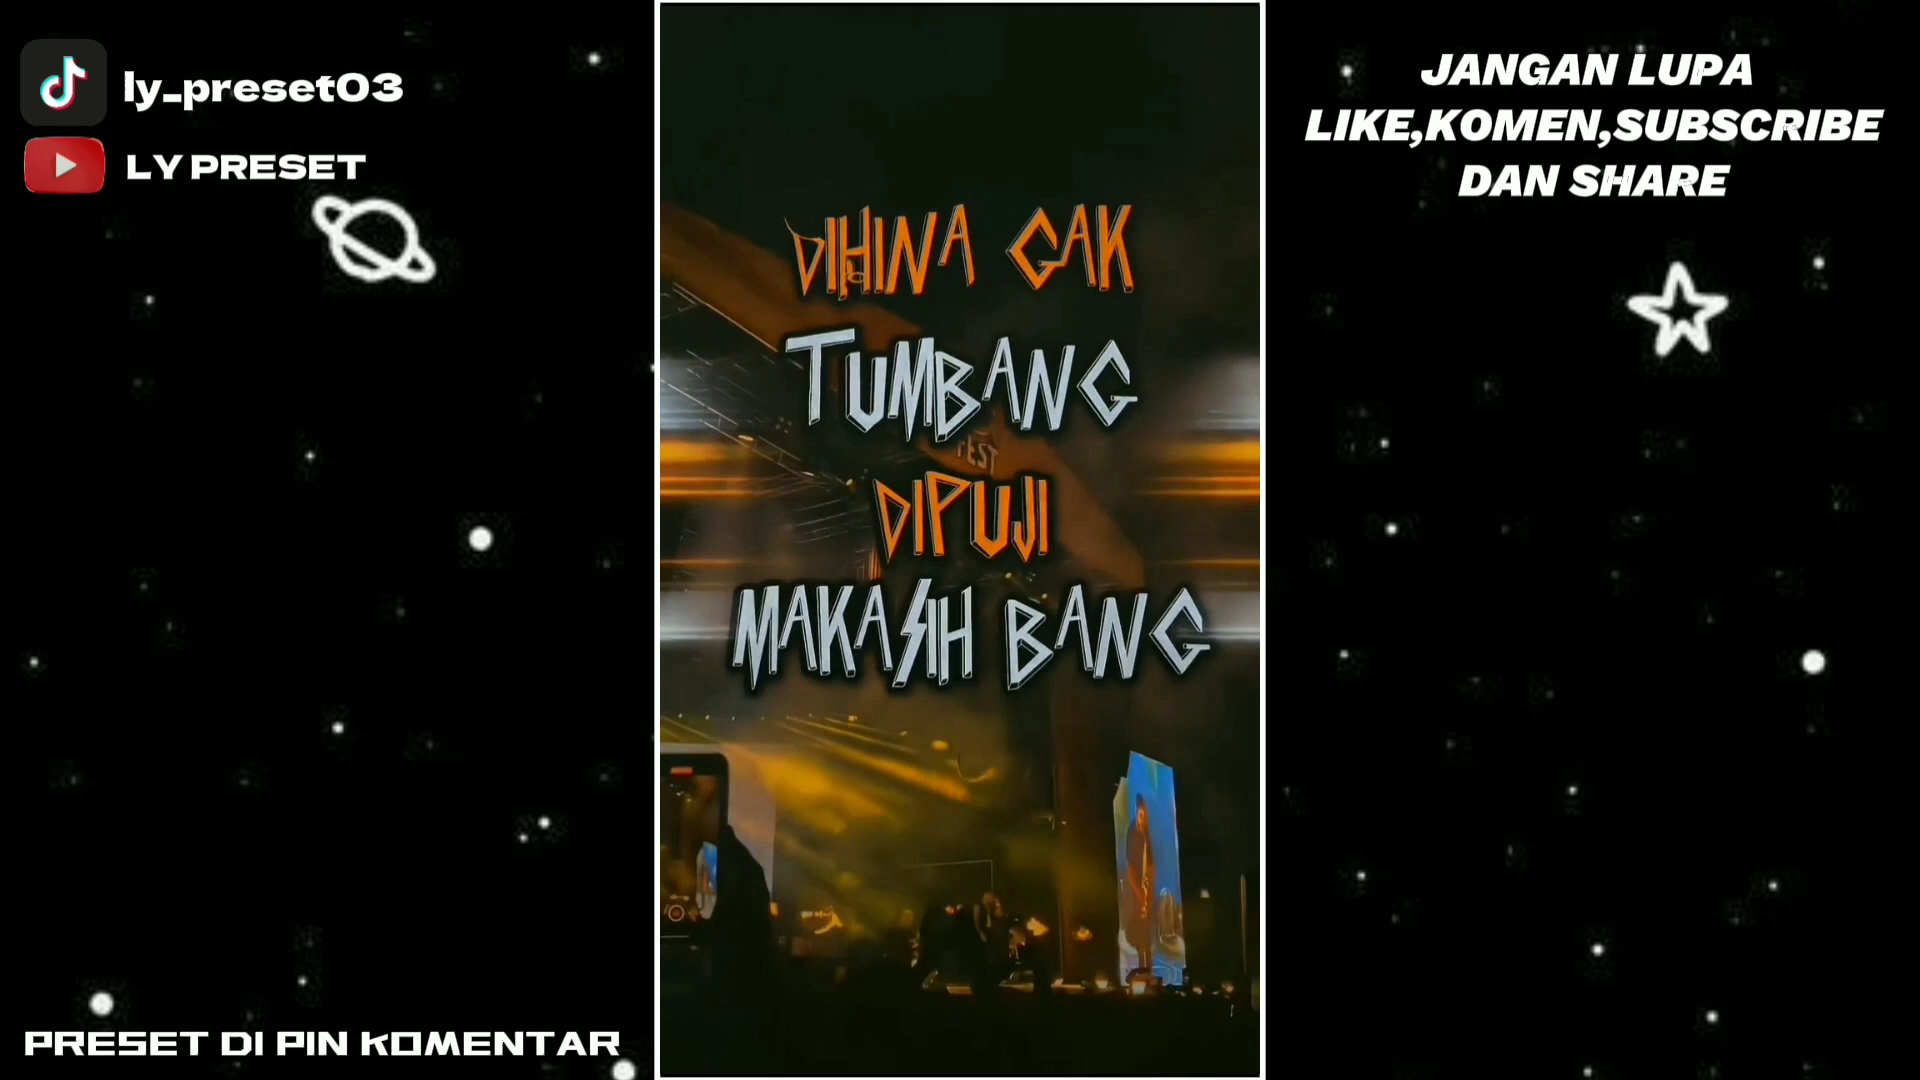 ly_preset03
LY PRESET
JANGAN LUPA
LIKE,KOMEN,SUBSCRIBE
DAN SHARE
DIHINA GAK
TUMBANG
FEST
DIPUJI
MAKASIH BANG
PRESET DI PIN KOMENTAR